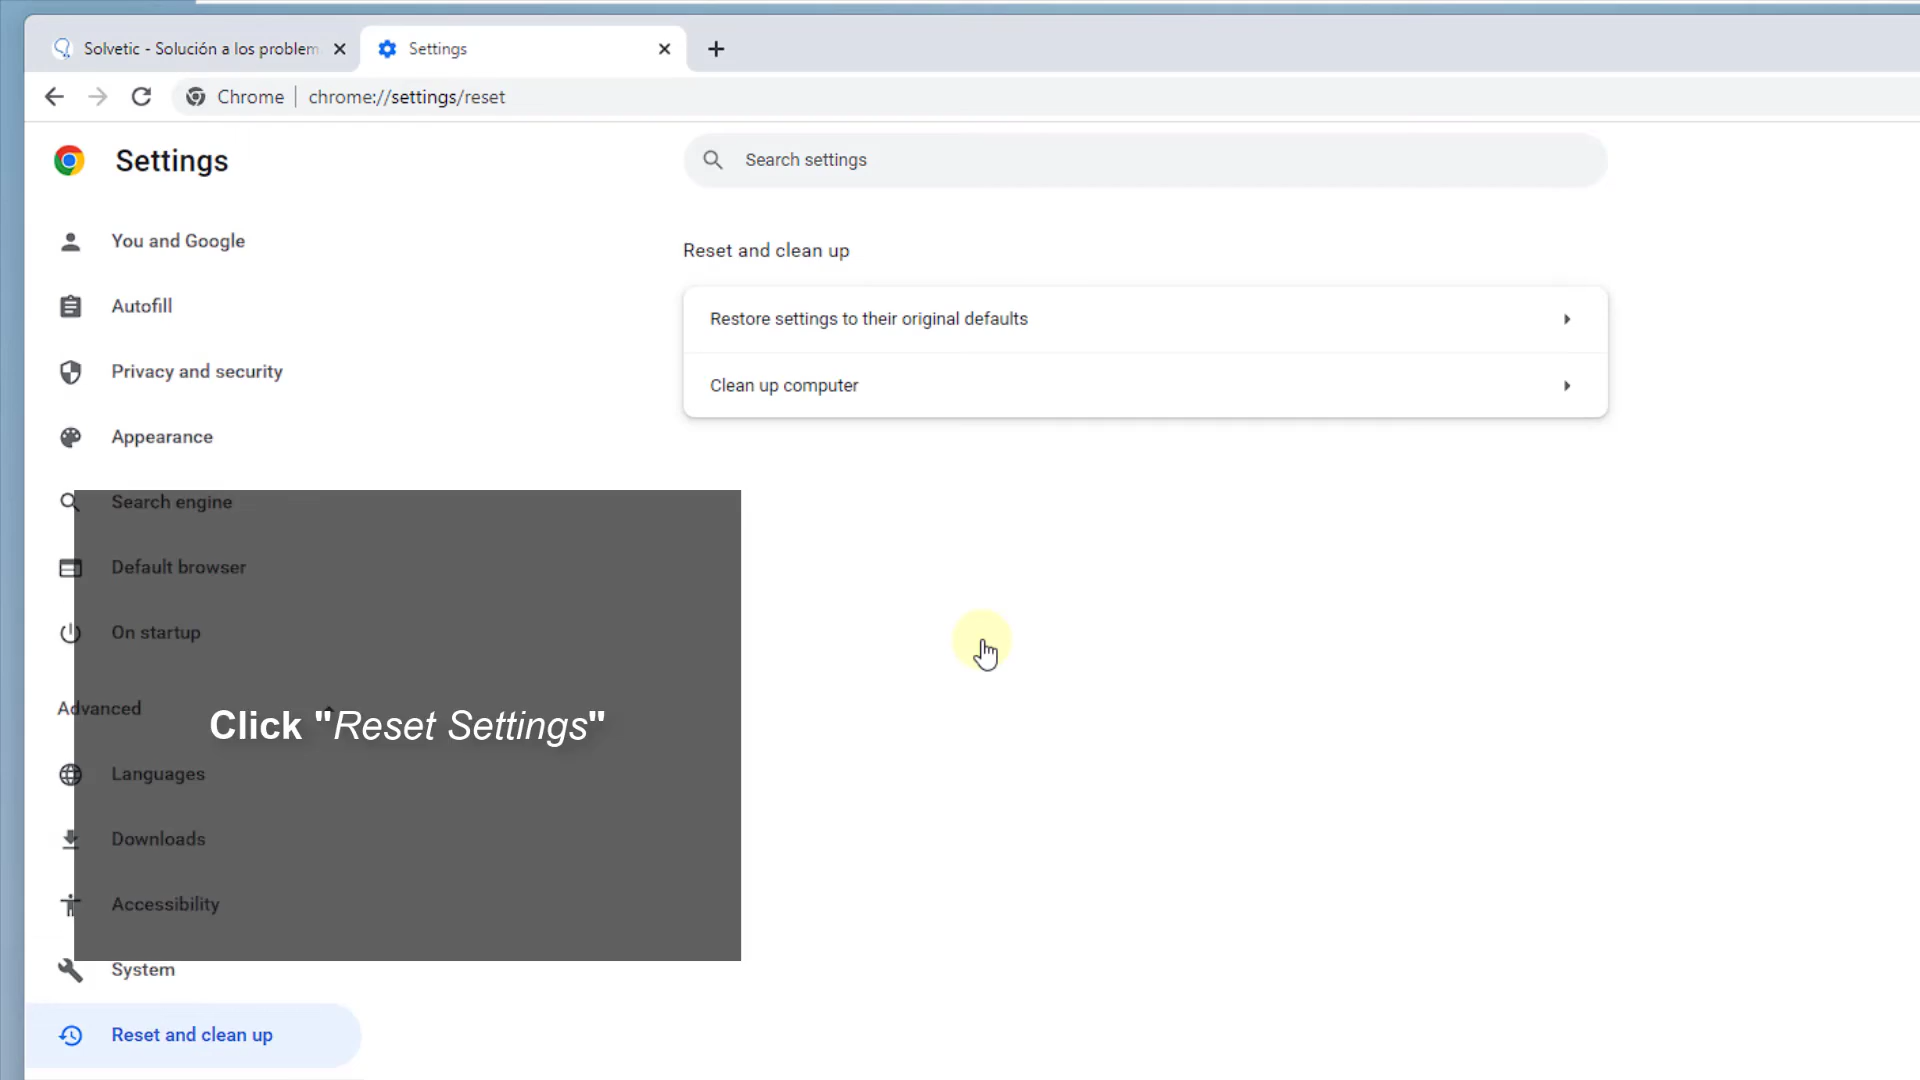 Solvetic - Solución a los problem
Settings
Chrome | chrome://settings/reset
Settings
Search settings
You and Google
Autofill
Privacy and security
Appearance
Search engine
Default browser
On startup
Advanced
Languages
Downloads
Accessibility
System
Reset and clean up
Reset and clean up
Restore settings to their original defaults
Clean up computer
Click "Reset Settings"